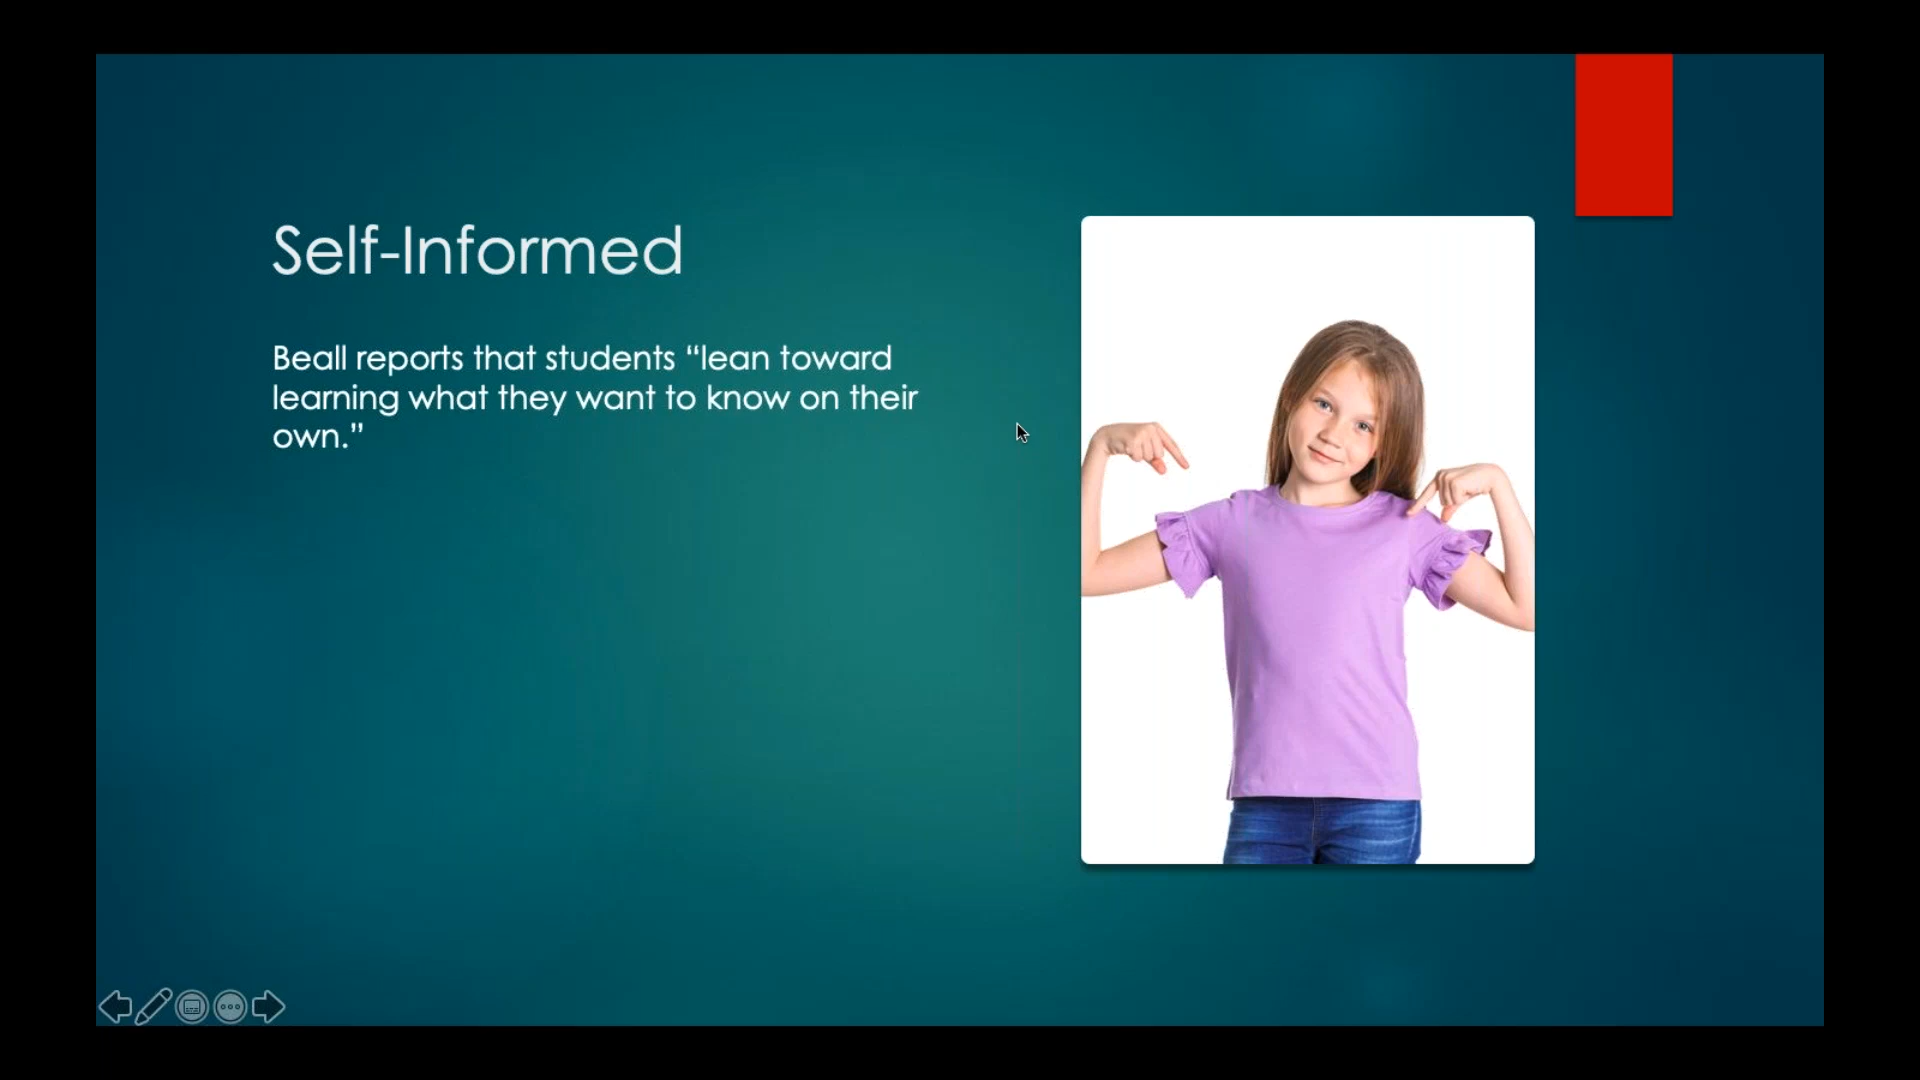 Self-Informed
Beall reports that students “lean toward
learning what they want to know on their
own.”